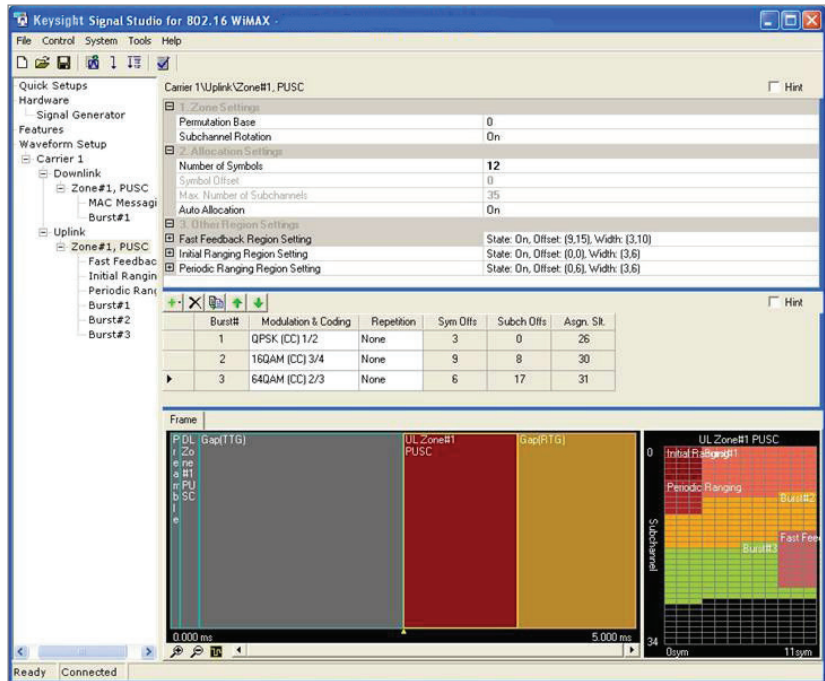 Keysight Signal Studio for 802.16 WiMAX -
File Control System Tools Help
Quick Setups
Hardware
Signal Generator
Features
Waveform Setup
Carrier 1
Downlink
Zone#1, PUSC
MAC Messagi
Burst#1
Uplink
Zone#1, PUSC
Fast Feedbac
Initial Rangin
Periodic Rang
Burst#1
Burst#2
Burst#3
Carrier 1\Uplink\Zone#1, PUSC Hint
1. Zone Settings
Permutation Base 0
Subchannel Rotation On
2. Allocation Settings
Number of Symbols 12
Symbol Offset 0
Max. Number of Subchannels 35
Auto Allocation On
3. Other Region Settings
Fast Feedback Region Setting State: On, Offset: (9,15), Width: (3,10)
Initial Ranging Region Setting State: On, Offset: (0,0), Width: (3,6)
Periodic Ranging Region Setting State: On, Offset: (0,6), Width: (3,6)
Hint
Burst# Modulation & Coding Repetition Sym Offs Subch Offs Asgn. Slt.
1 QPSK (CC) 1/2 None 3 0 26
2 16QAM (CC) 3/4 None 9 8 30
3 64QAM (CC) 2/3 None 6 17 31
Frame
Preamble
DL Zone #1 PUSC
Gap(TTG)
UL Zone#1
PUSC
Gap(RTG)
0.000 ms 5.000 ms
UL Zone#1 PUSC
0
Initial Ra Burst#1
Periodic Ranging
Burst#2
Fast Fee
Burst#3
Subchannel
34
0sym 11sym
Ready Connected